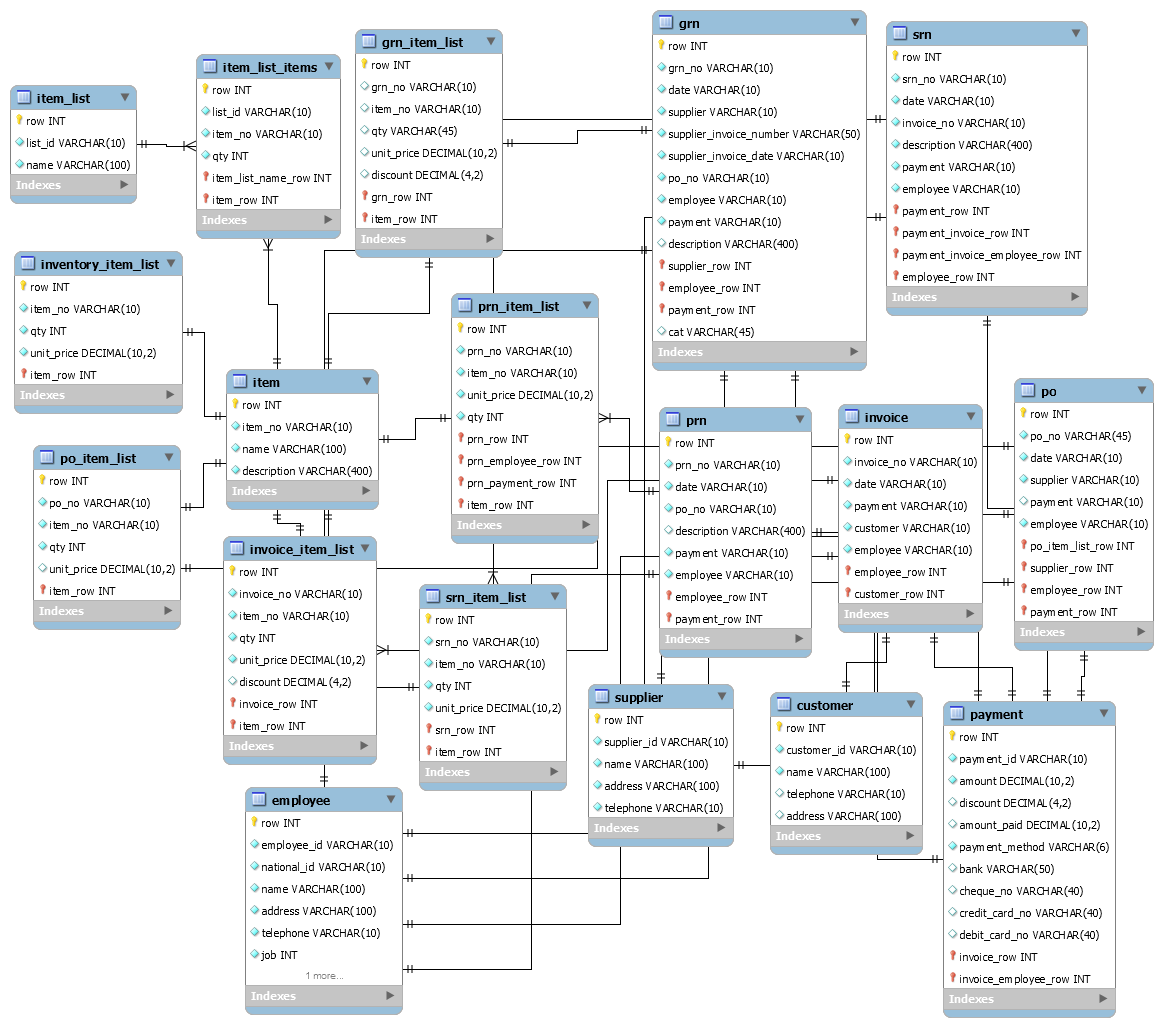 item_list
row INT
list_id VARCHAR(10)
name VARCHAR(100)
Indexes
item_list_items
row INT
list_id VARCHAR(10)
item_no VARCHAR(10)
qty INT
item_list_name_row INT
item_row INT
Indexes
grn_item_list
row INT
grn_no VARCHAR(10)
item_no VARCHAR(10)
qty VARCHAR(45)
unit_price DECIMAL(10,2)
discount DECIMAL(4,2)
grn_row INT
item_row INT
Indexes
grn
row INT
grn_no VARCHAR(10)
date VARCHAR(10)
supplier VARCHAR(10)
supplier_invoice_number VARCHAR(50)
supplier_invoice_date VARCHAR(10)
po_no VARCHAR(10)
employee VARCHAR(10)
payment VARCHAR(10)
description VARCHAR(400)
supplier_row INT
employee_row INT
payment_row INT
cat VARCHAR(45)
Indexes
srn
row INT
srn_no VARCHAR(10)
date VARCHAR(10)
invoice_no VARCHAR(10)
description VARCHAR(400)
payment VARCHAR(10)
employee VARCHAR(10)
payment_row INT
payment_invoice_row INT
payment_invoice_employee_row INT
employee_row INT
Indexes
inventory_item_list
row INT
item_no VARCHAR(10)
qty INT
unit_price DECIMAL(10,2)
item_row INT
Indexes
item
row INT
item_no VARCHAR(10)
name VARCHAR(100)
description VARCHAR(400)
Indexes
prn_item_list
row INT
prn_no VARCHAR(10)
item_no VARCHAR(10)
unit_price DECIMAL(10,2)
qty INT
prn_row INT
prn_employee_row INT
prn_payment_row INT
item_row INT
Indexes
prn
row INT
prn_no VARCHAR(10)
date VARCHAR(10)
po_no VARCHAR(10)
description VARCHAR(400)
payment VARCHAR(10)
employee VARCHAR(10)
employee_row INT
payment_row INT
Indexes
invoice
row INT
invoice_no VARCHAR(10)
date VARCHAR(10)
payment VARCHAR(10)
customer VARCHAR(10)
employee VARCHAR(10)
employee_row INT
customer_row INT
Indexes
po
row INT
po_no VARCHAR(45)
date VARCHAR(10)
supplier VARCHAR(10)
payment VARCHAR(10)
employee VARCHAR(10)
po_item_list_row INT
supplier_row INT
employee_row INT
payment_row INT
Indexes
po_item_list
row INT
po_no VARCHAR(10)
item_no VARCHAR(10)
qty INT
unit_price DECIMAL(10,2)
item_row INT
Indexes
invoice_item_list
row INT
invoice_no VARCHAR(10)
item_no VARCHAR(10)
qty INT
unit_price DECIMAL(10,2)
discount DECIMAL(4,2)
invoice_row INT
item_row INT
Indexes
srn_item_list
row INT
srn_no VARCHAR(10)
item_no VARCHAR(10)
qty INT
unit_price DECIMAL(10,2)
srn_row INT
item_row INT
Indexes
supplier
row INT
supplier_id VARCHAR(10)
name VARCHAR(100)
address VARCHAR(100)
telephone VARCHAR(10)
Indexes
customer
row INT
customer_id VARCHAR(10)
name VARCHAR(100)
telephone VARCHAR(10)
address VARCHAR(100)
Indexes
payment
row INT
payment_id VARCHAR(10)
amount DECIMAL(10,2)
discount DECIMAL(4,2)
amount_paid DECIMAL(10,2)
payment_method VARCHAR(6)
bank VARCHAR(50)
cheque_no VARCHAR(40)
credit_card_no VARCHAR(40)
debit_card_no VARCHAR(40)
invoice_row INT
invoice_employee_row INT
Indexes
employee
row INT
employee_id VARCHAR(10)
national_id VARCHAR(10)
name VARCHAR(100)
address VARCHAR(100)
telephone VARCHAR(10)
job INT
1 more...
Indexes